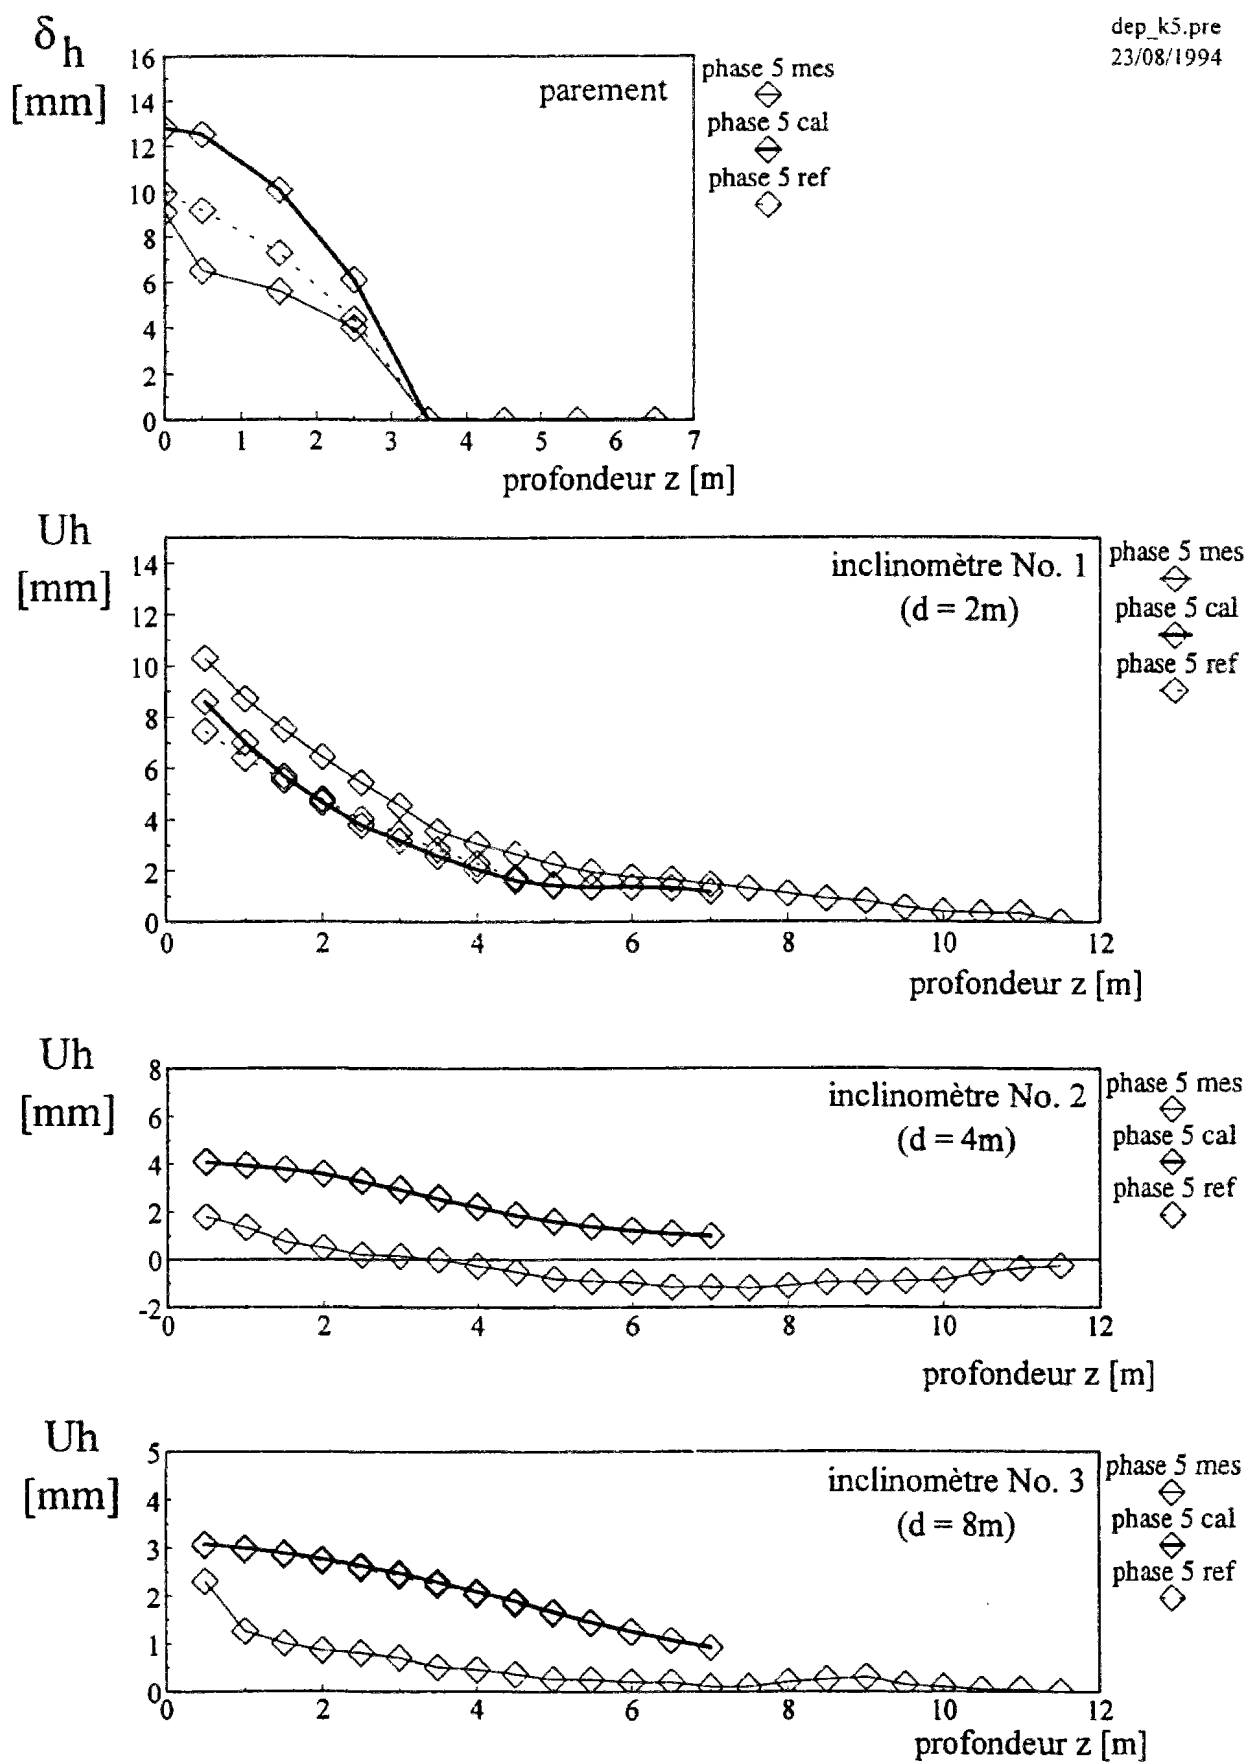 dep_k5.pre
23/08/1994
δh
[mm]
16
14
12
10
8
6
4
2
0
parement
phase 5 mes
phase 5 cal
phase 5 ref
0 1 2 3 4 5 6 7
profondeur z [m]
Uh
[mm]
14
12
10
8
6
4
2
0
inclinomètre No. 1
(d = 2m)
phase 5 mes
phase 5 cal
phase 5 ref
0 2 4 6 8 10 12
profondeur z [m]
Uh
[mm]
8
6
4
2
0
-2
inclinomètre No. 2
(d = 4m)
phase 5 mes
phase 5 cal
phase 5 ref
0 2 4 6 8 10 12
profondeur z [m]
Uh
[mm]
5
4
3
2
1
0
inclinomètre No. 3
(d = 8m)
phase 5 mes
phase 5 cal
phase 5 ref
0 2 4 6 8 10 12
profondeur z [m]